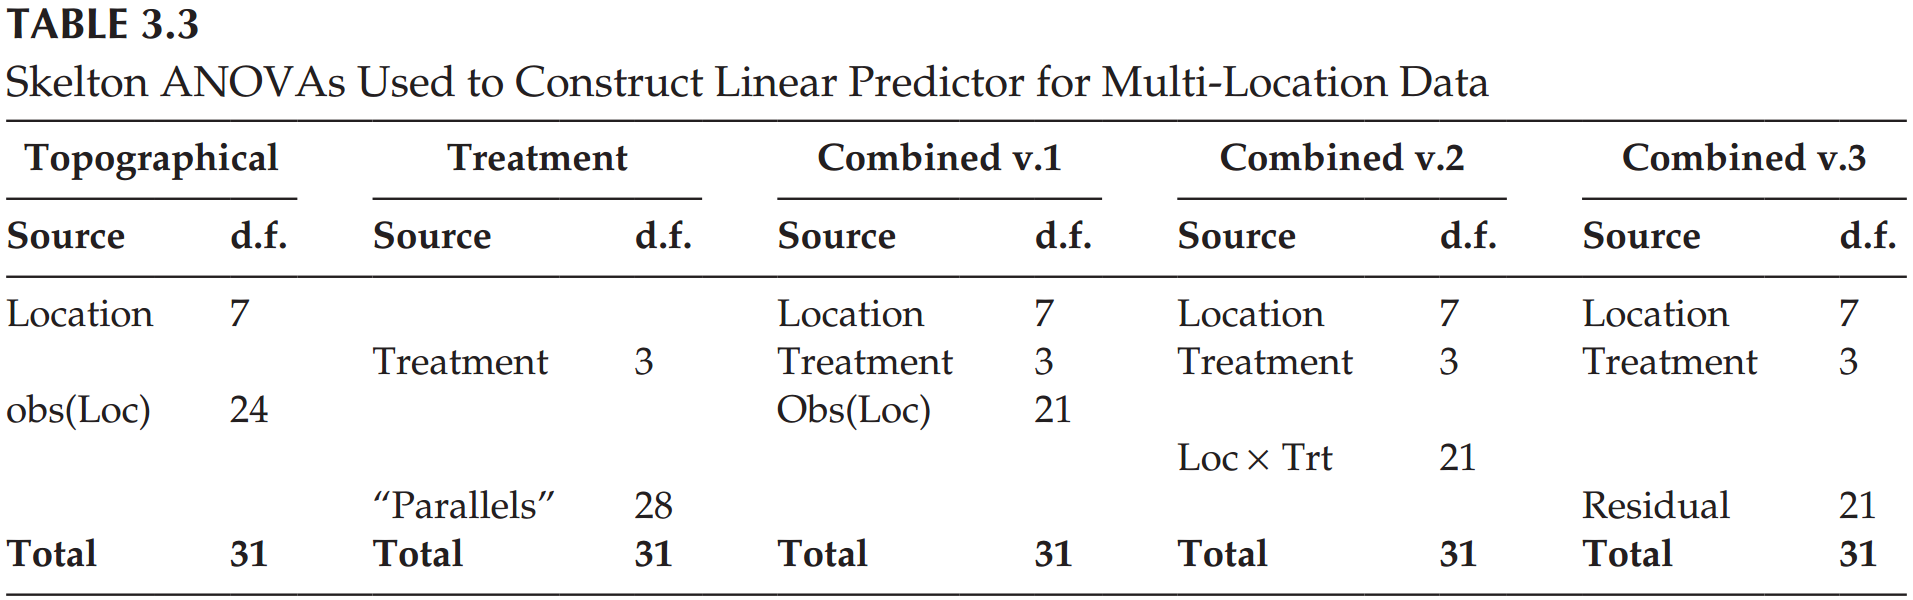 TABLE 3.3
Skelton ANOVAs Used to Construct Linear Predictor for Multi-Location Data
Topographical Treatment Combined v.1 Combined v.2 Combined v.3
Source d.f. Source d.f. Source d.f. Source d.f. Source d.f.
Location 7 Location 7 Location 7 Location 7
Treatment 3 Treatment 3 Treatment 3 Treatment 3
obs(Loc) 24 Obs(Loc) 21
Loc × Trt 21
“Parallels” 28 Residual 21
Total 31 Total 31 Total 31 Total 31 Total 31